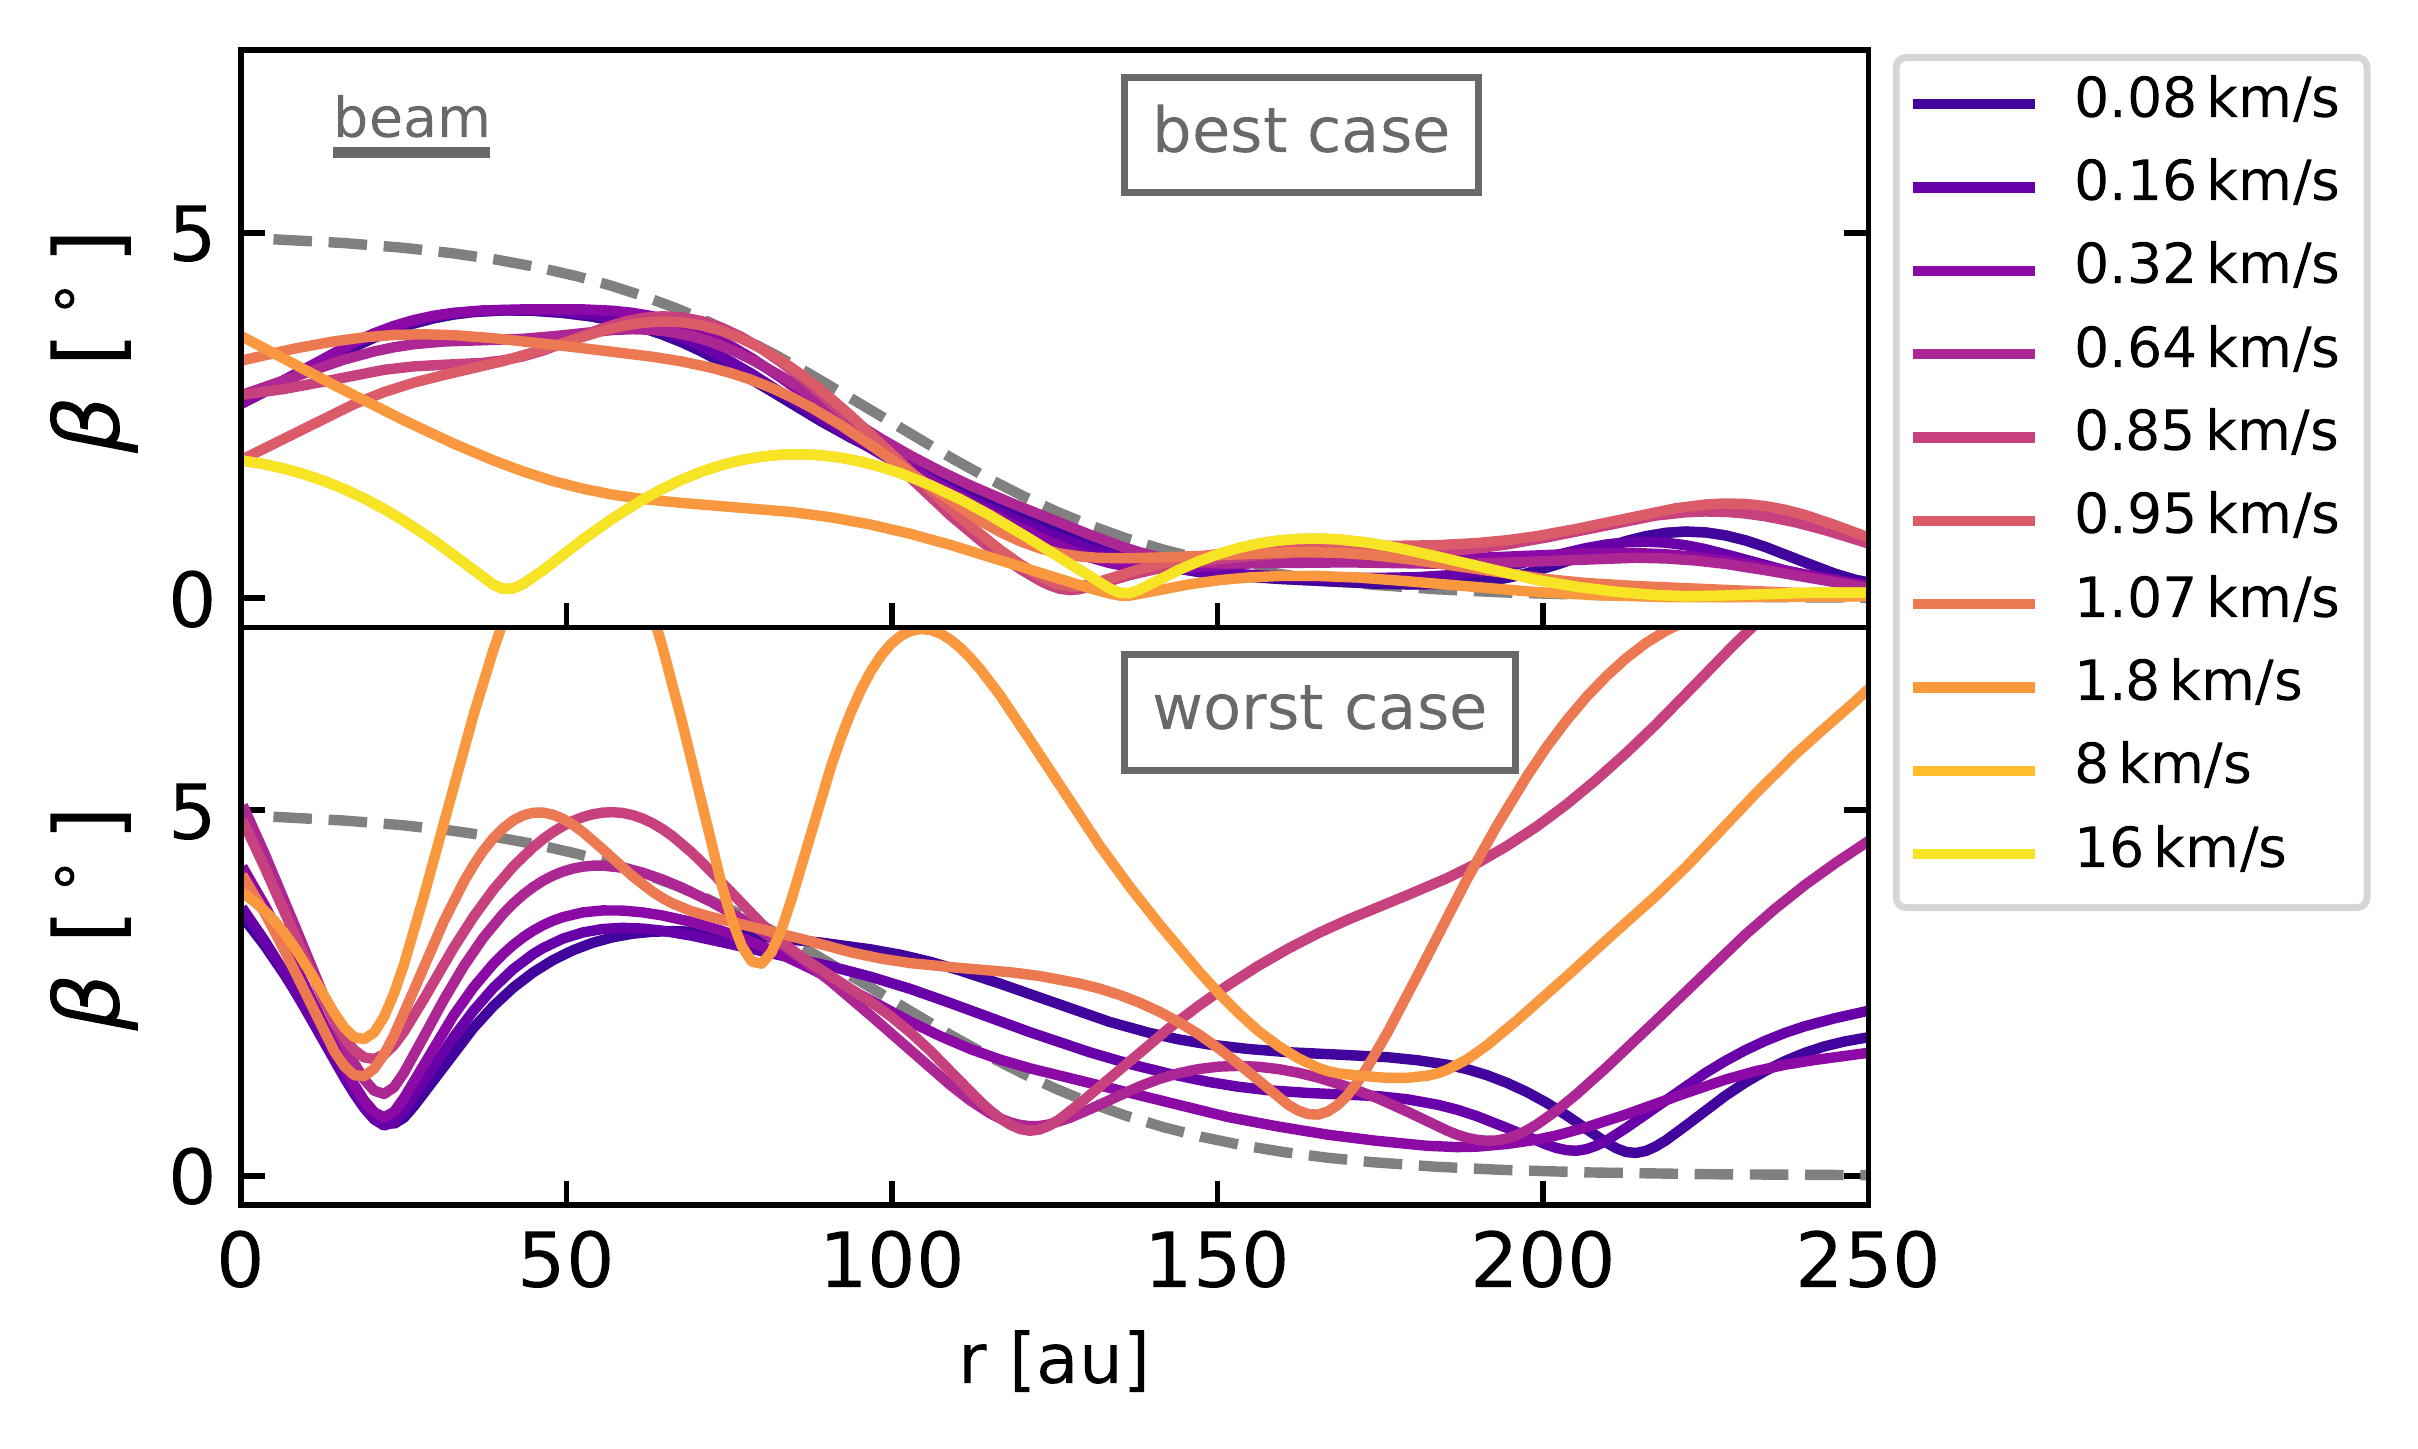 beam
best case
β [°]
5
0
worst case
β [°]
5
0
0 50 100 150 200 250
r [au]
0.08 km/s
0.16 km/s
0.32 km/s
0.64 km/s
0.85 km/s
0.95 km/s
1.07 km/s
1.8 km/s
8 km/s
16 km/s